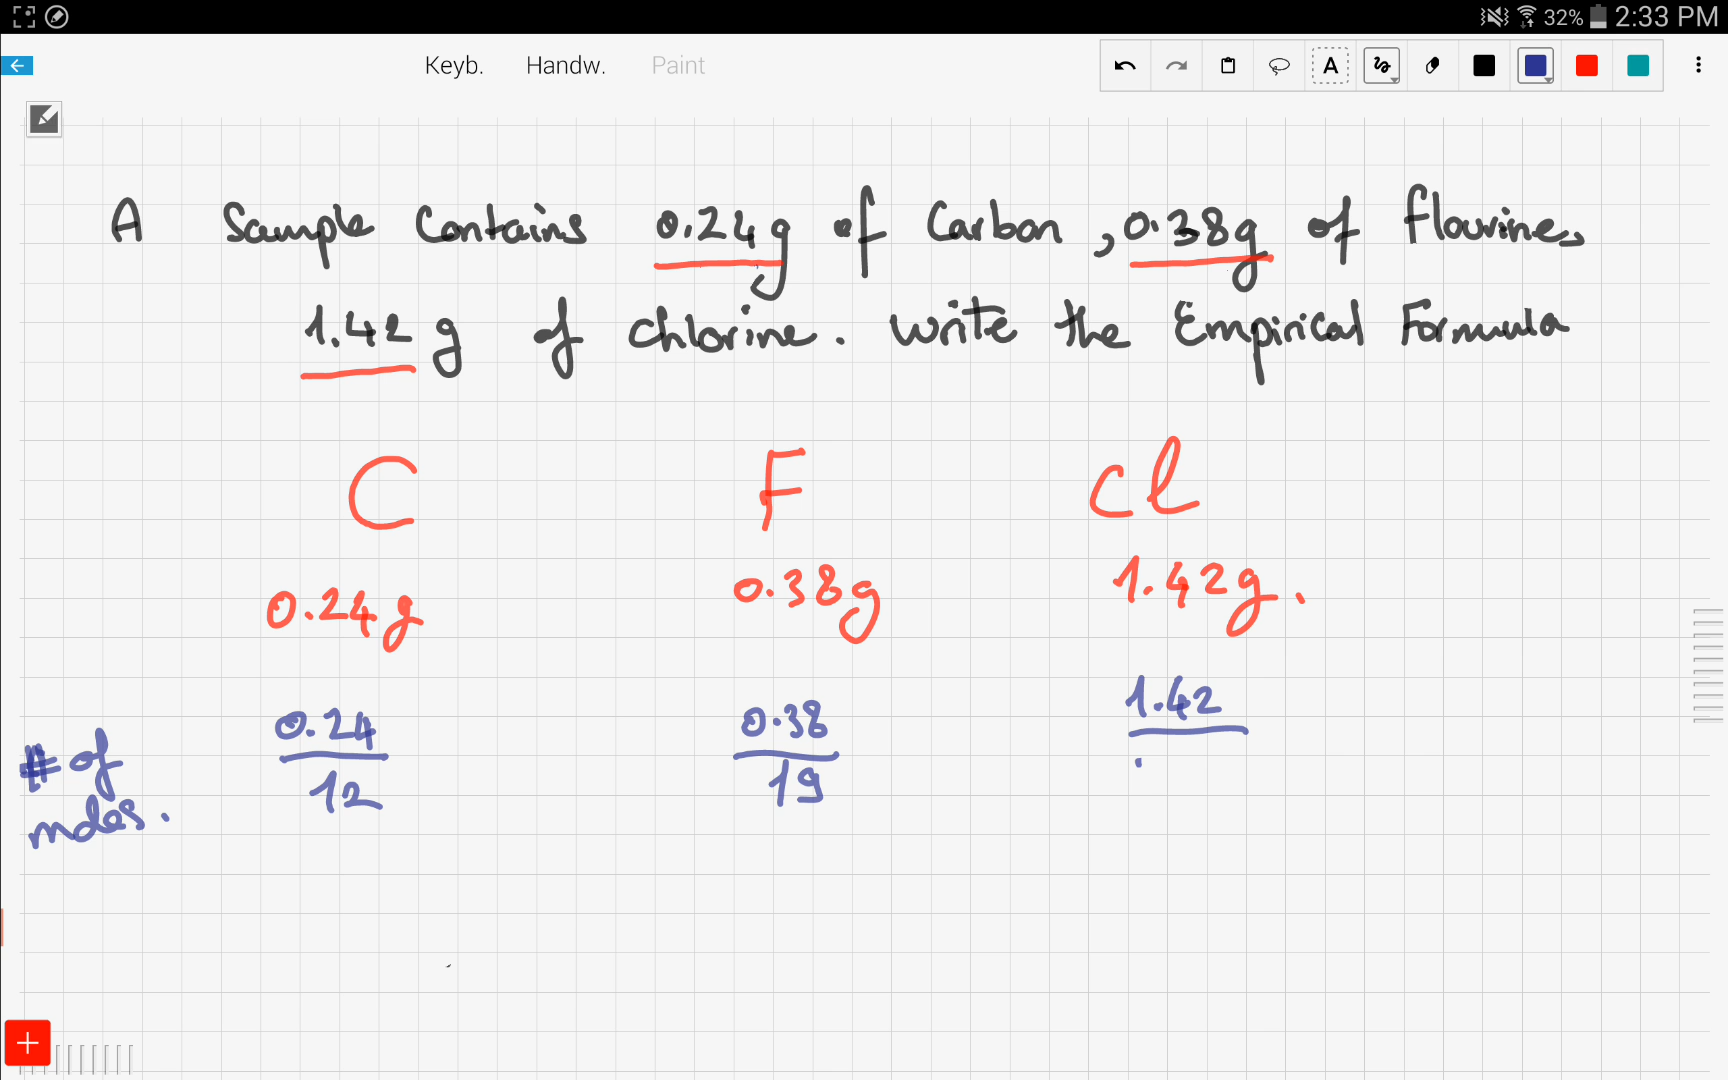 32% 2:33 PM
Keyb. Handw. Paint A
A Sample Contains 0.24g of Carbon, 0.38g of flourine,
1.42 g of chlorine. write the Empirical Formula
C F Cl
0.24g 0.38g 1.42g.
0.24 0.38 1.42
# of 12 19
moles.